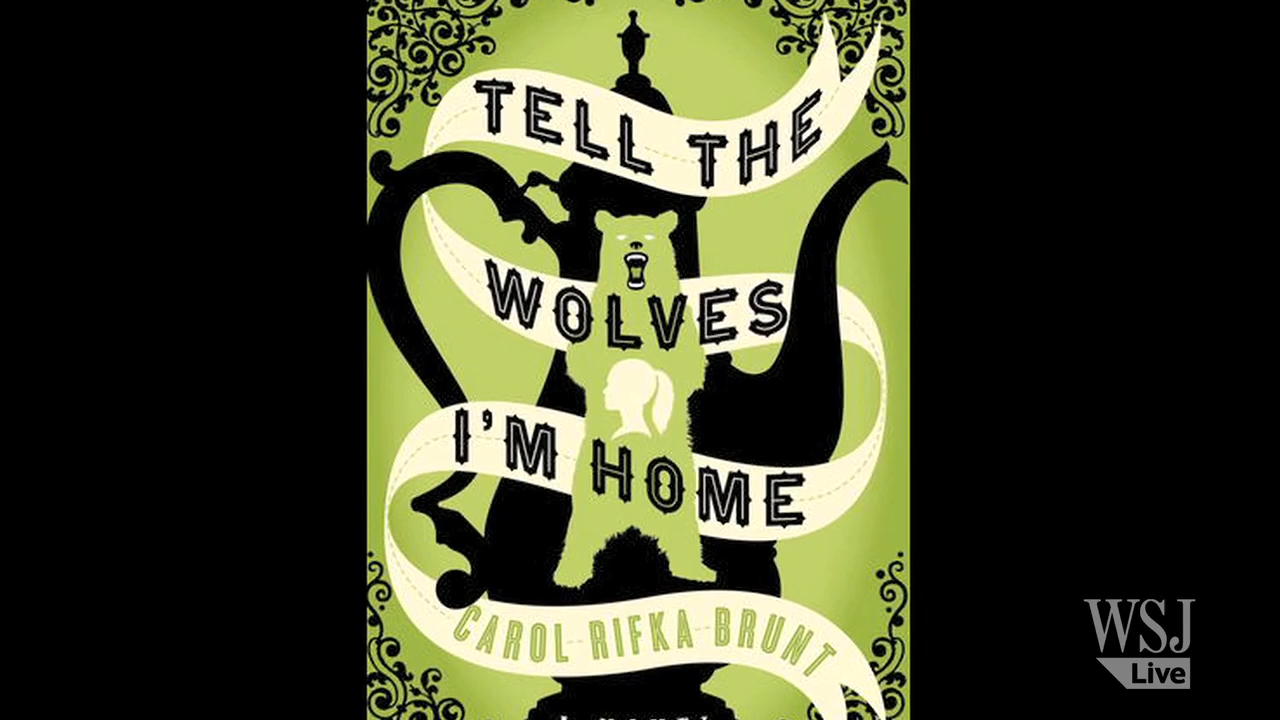 TELL THE
WOLVES
I'M HOME
CAROL RIFKA BRUNT
WSJ
Live